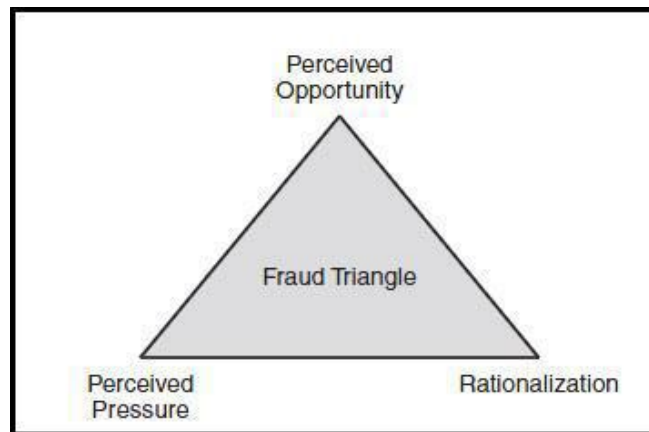 Perceived
Opportunity
Fraud Triangle
Perceived
Pressure
Rationalization